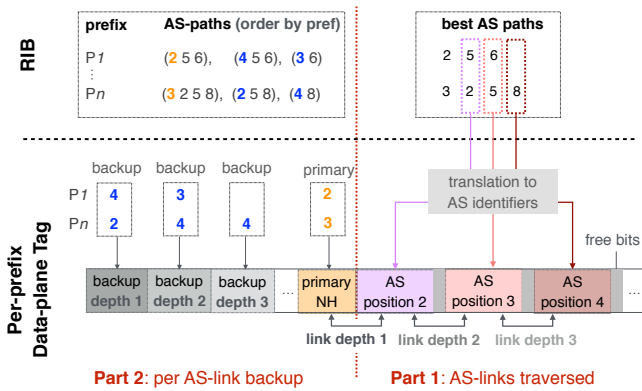 RIB
prefix AS-paths (order by pref)
P1 (2 5 6), (4 5 6), (3 6)
⋮
Pn (3 2 5 8), (2 5 8), (4 8)
best AS paths
2 5 6
3 2 5 8
Per-prefix
Data-plane Tag
backup backup backup primary
P1 4 3 2
Pn 2 4 4 3
translation to
AS identifiers
free bits
backup
depth 1
backup
depth 2
backup
depth 3
...
primary
NH
AS
position 2
AS
position 3
AS
position 4
...
link depth 1 link depth 2 link depth 3
Part 2: per AS-link backup
Part 1: AS-links traversed